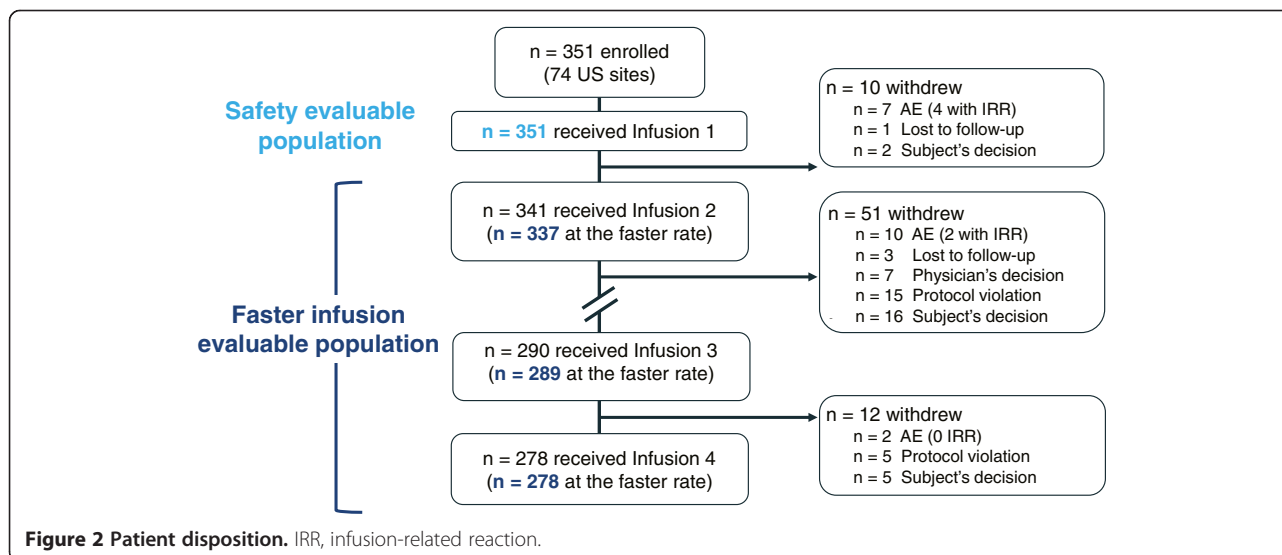 n = 351 enrolled
(74 US sites)
Safety evaluable
population
n = 351 received Infusion 1
n = 10 withdrew
n = 7 AE (4 with IRR)
n = 1 Lost to follow-up
n = 2 Subject's decision
n = 341 received Infusion 2
(n = 337 at the faster rate)
n = 51 withdrew
n = 10 AE (2 with IRR)
n = 3 Lost to follow-up
n = 7 Physician's decision
n = 15 Protocol violation
n = 16 Subject's decision
Faster infusion
evaluable population
n = 290 received Infusion 3
(n = 289 at the faster rate)
n = 12 withdrew
n = 2 AE (0 IRR)
n = 5 Protocol violation
n = 5 Subject's decision
n = 278 received Infusion 4
(n = 278 at the faster rate)
Figure 2 Patient disposition. IRR, infusion-related reaction.